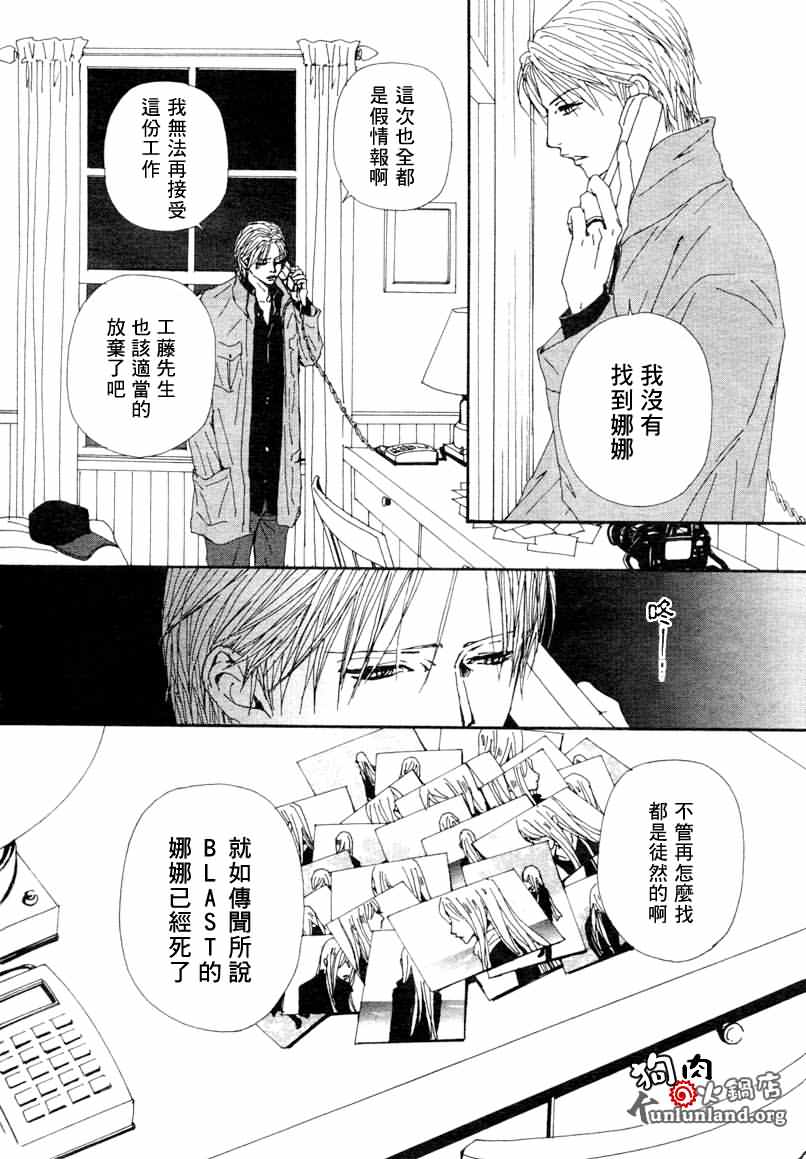 我沒有
找到娜娜
這次也全都
是假情報啊
我無法再接受
這份工作
工藤先生
也該適當的
放棄了吧
咚
不管再怎麼找
都是徒然的啊
就如傳聞所說
BLAST的
娜娜已經死了
狗肉
火鍋店
Kunlunland.org